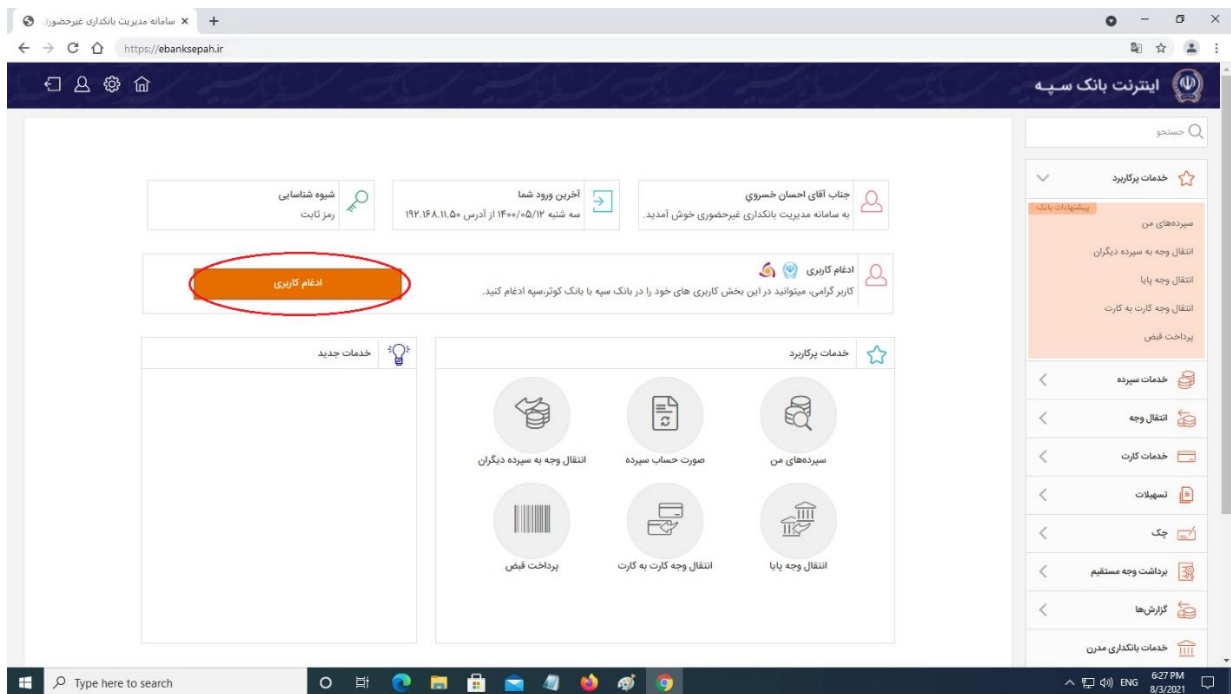 سامانه مدیریت بانکداری غیرحضوری
https://ebanksepah.ir
اینترنت بانک سپه
جستجو
خدمات پرکاربرد
پیشنهادات بانک
سپرده‌های من
انتقال وجه به سپرده دیگران
انتقال وجه پایا
انتقال وجه کارت به کارت
پرداخت قبض
خدمات سپرده
انتقال وجه
خدمات کارت
تسهیلات
چک
برداشت وجه مستقیم
گزارش‌ها
خدمات بانکداری مدرن
جناب آقای احسان خسروي
به سامانه مدیریت بانکداری غیرحضوری خوش آمدید.
آخرین ورود شما
سه شنبه ۱۴۰۰/۰۵/۱۲ از آدرس ۱۹۲.۱۶۸.۱۱.۵۰
شیوه شناسایی
رمز ثابت
ادغام کاربری
کاربر گرامی، میتوانید در این بخش کاربری های خود را در بانک سپه با بانک کوثر،سپه ادغام کنید.
ادغام کاربری
خدمات پرکاربرد
سپرده‌های من
صورت حساب سپرده
انتقال وجه به سپرده دیگران
انتقال وجه پایا
انتقال وجه کارت به کارت
پرداخت قبض
خدمات جدید
Type here to search
ENG
6:27 PM
8/3/2021